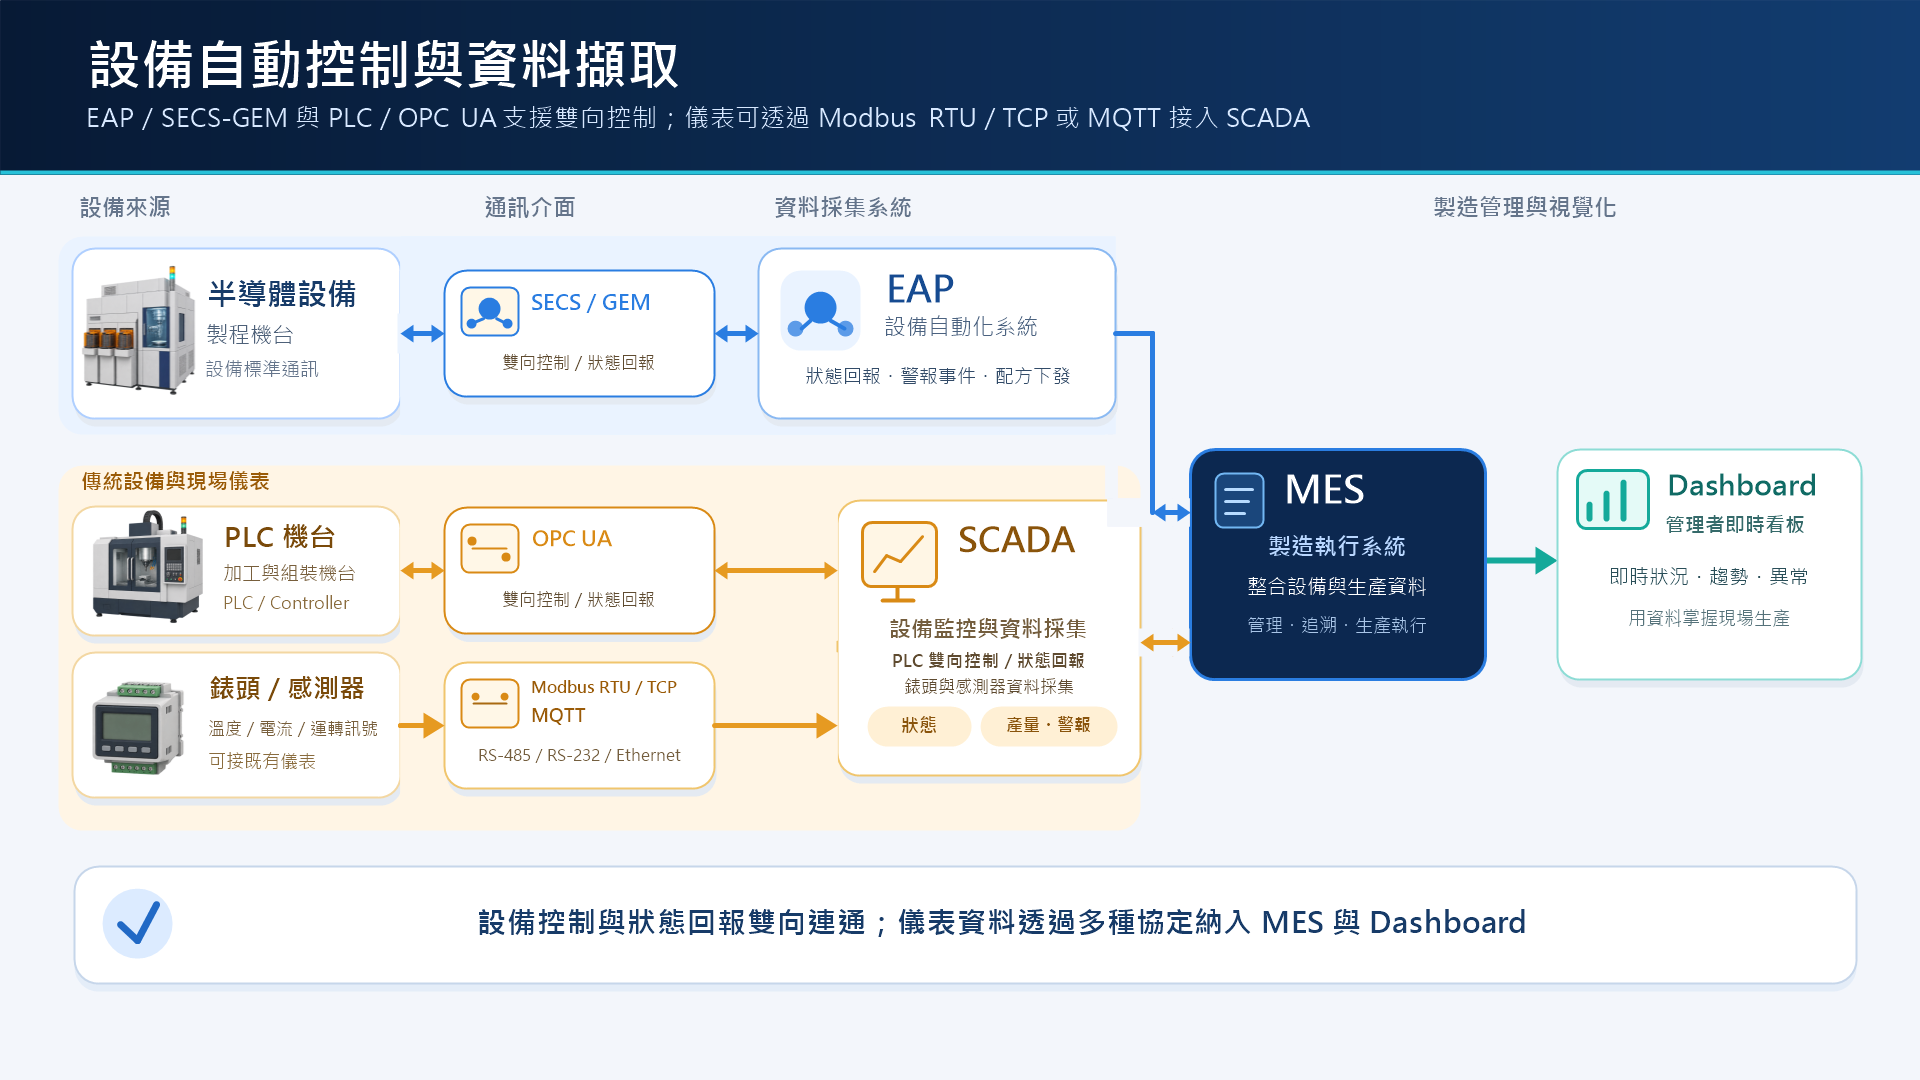 設備自動控制與資料擷取
EAP / SECS-GEM 與 PLC / OPC UA 支援雙向控制；儀表可透過 Modbus RTU / TCP 或 MQTT 接入 SCADA
設備來源
通訊介面
資料採集系統
製造管理與視覺化
半導體設備
製程機台
設備標準通訊
SECS / GEM
雙向控制 / 狀態回報
EAP
設備自動化系統
狀態回報 · 警報事件 · 配方下發
傳統設備與現場儀表
PLC 機台
加工與組裝機台
PLC / Controller
OPC UA
雙向控制 / 狀態回報
錶頭 / 感測器
溫度 / 電流 / 運轉訊號
可接既有儀表
Modbus RTU / TCP
MQTT
RS-485 / RS-232 / Ethernet
SCADA
設備監控與資料採集
PLC 雙向控制 / 狀態回報
錶頭與感測器資料採集
狀態
產量 · 警報
MES
製造執行系統
整合設備與生產資料
管理 · 追溯 · 生產執行
Dashboard
管理者即時看板
即時狀況 · 趨勢 · 異常
用資料掌握現場生產
設備控制與狀態回報雙向連通；儀表資料透過多種協定納入 MES 與 Dashboard